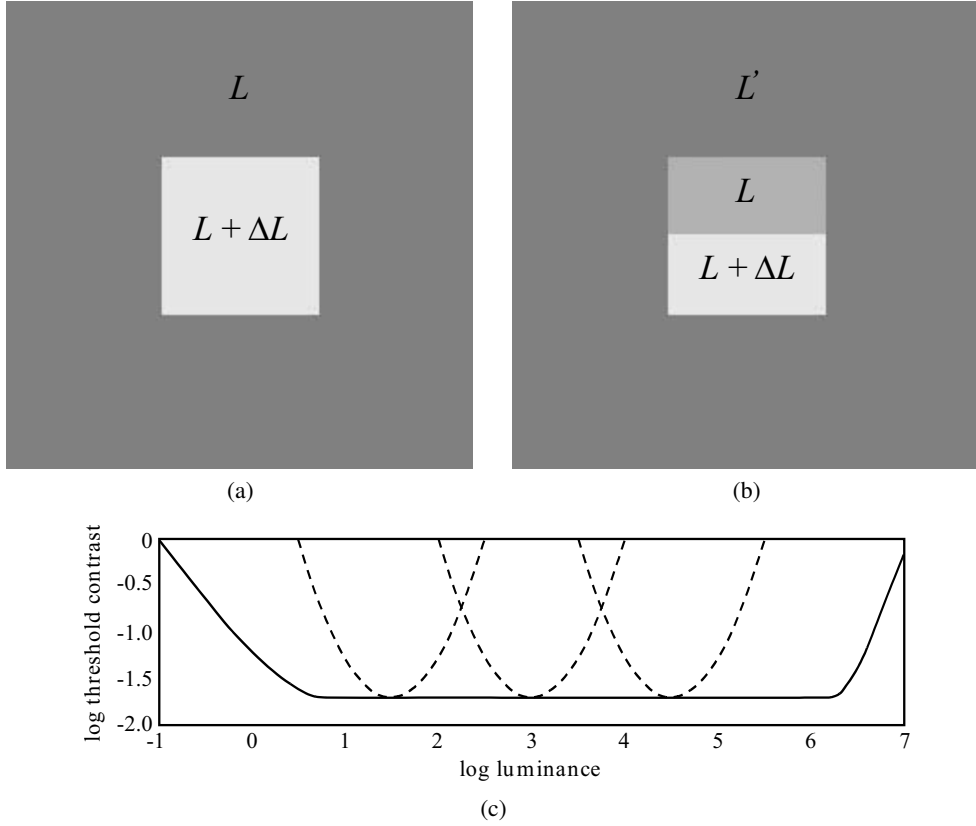 L
L + ΔL
(a)
L’
L
L + ΔL
(b)
log threshold contrast
0
-0.5
-1.0
-1.5
-2.0
-1 0 1 2 3 4 5 6 7
log luminance
(c)